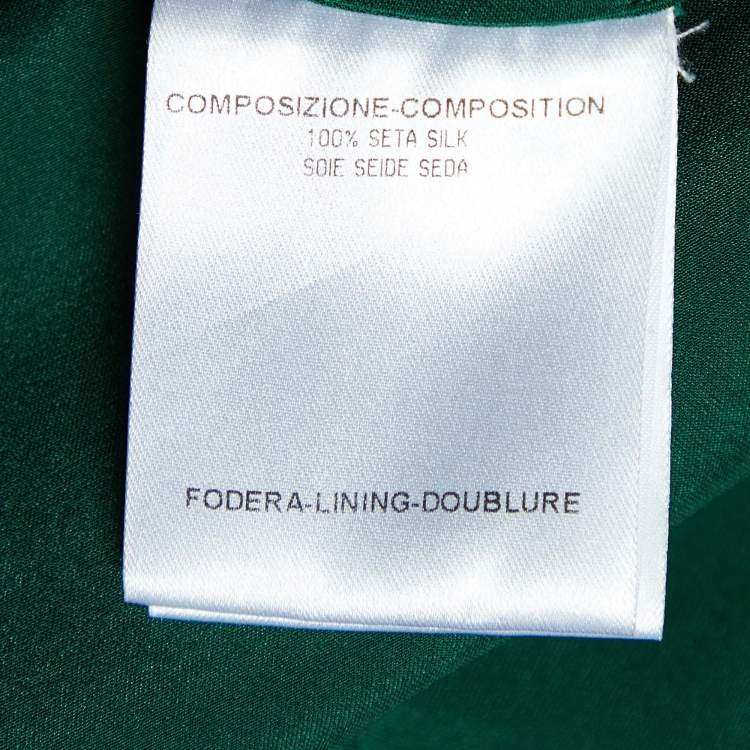 COMPOSIZIONE-COMPOSITION
100% SETA SILK
SOIE SEIDE SEDA
FODERA-LINING-DOUBLURE